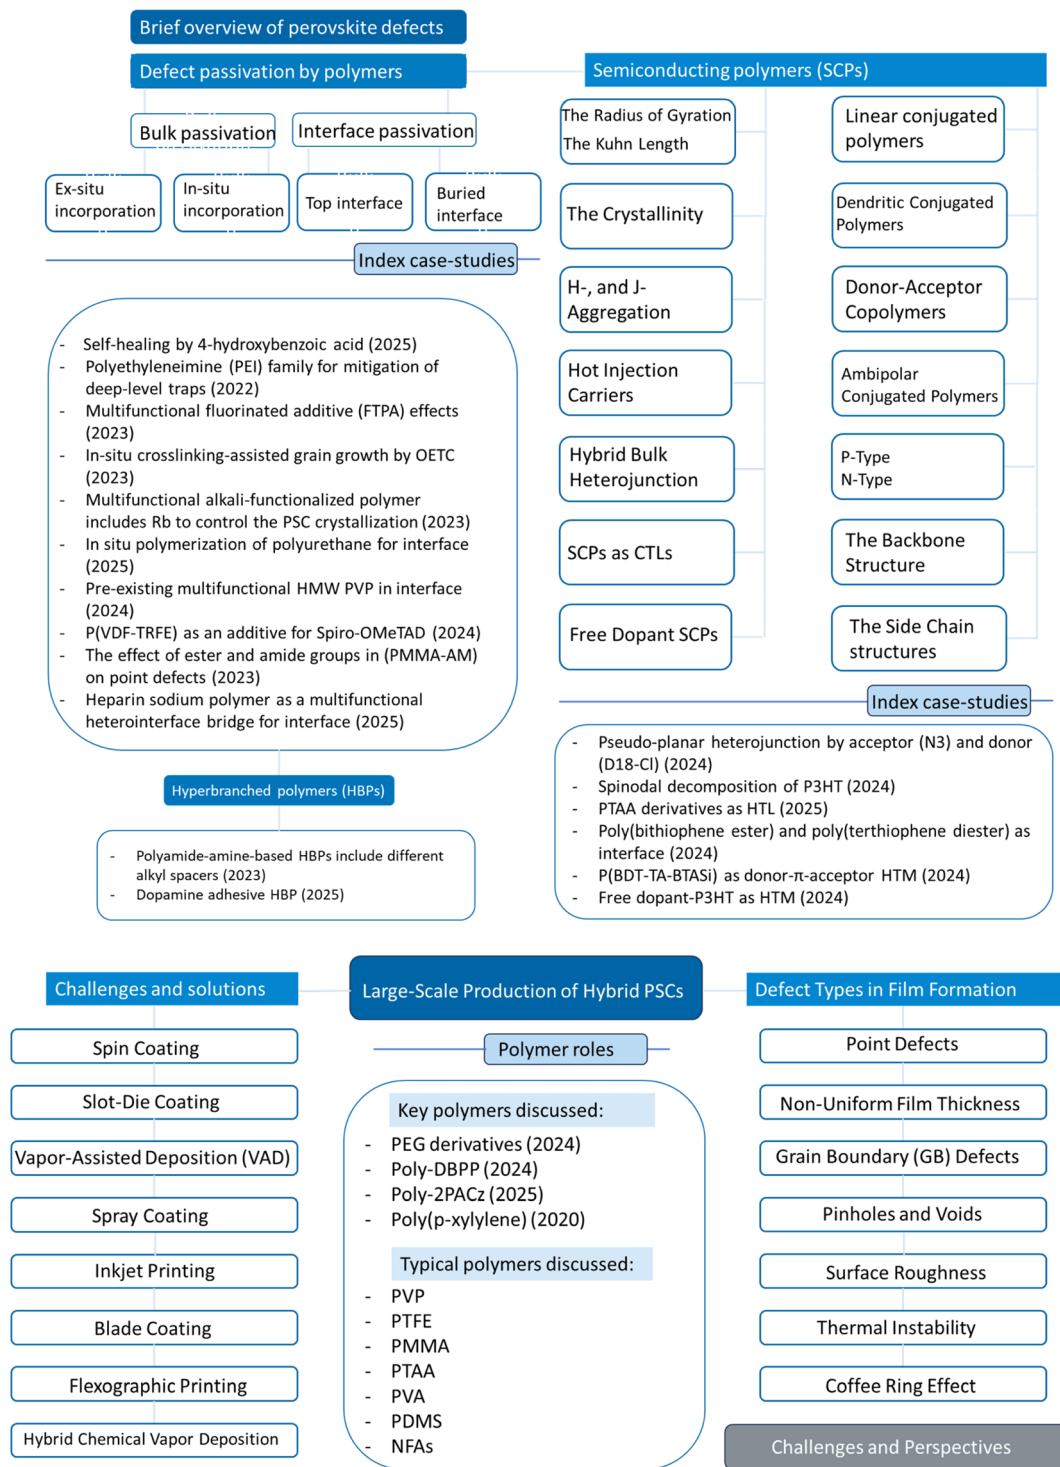 Brief overview of perovskite defects
Defect passivation by polymers
Bulk passivation
Interface passivation
Ex-situ
incorporation
In-situ
incorporation
Top interface
Buried
interface
Index case-studies
- Self-healing by 4-hydroxybenzoic acid (2025)
- Polyethyleneimine (PEI) family for mitigation of
deep-level traps (2022)
- Multifunctional fluorinated additive (FTPA) effects
(2023)
- In-situ crosslinking-assisted grain growth by OETC
(2023)
- Multifunctional alkali-functionalized polymer
includes Rb to control the PSC crystallization (2023)
- In situ polymerization of polyurethane for interface
(2025)
- Pre-existing multifunctional HMW PVP in interface
(2024)
- P(VDF-TRFE) as an additive for Spiro-OMeTAD (2024)
- The effect of ester and amide groups in (PMMA-AM)
on point defects (2023)
- Heparin sodium polymer as a multifunctional
heterointerface bridge for interface (2025)
Hyperbranched polymers (HBPs)
- Polyamide-amine-based HBPs include different
alkyl spacers (2023)
- Dopamine adhesive HBP (2025)
Semiconducting polymers (SCPs)
The Radius of Gyration
The Kuhn Length
The Crystallinity
H-, and J-
Aggregation
Hot Injection
Carriers
Hybrid Bulk
Heterojunction
SCPs as CTLs
Free Dopant SCPs
Linear conjugated
polymers
Dendritic Conjugated
Polymers
Donor-Acceptor
Copolymers
Ambipolar
Conjugated Polymers
P-Type
N-Type
The Backbone
Structure
The Side Chain
structures
Index case-studies
- Pseudo-planar heterojunction by acceptor (N3) and donor
(D18-Cl) (2024)
- Spinodal decomposition of P3HT (2024)
- PTAA derivatives as HTL (2025)
- Poly(bithiophene ester) and poly(terthiophene diester) as
interface (2024)
- P(BDT-TA-BTASi) as donor-π-acceptor HTM (2024)
- Free dopant-P3HT as HTM (2024)
Challenges and solutions
Spin Coating
Slot-Die Coating
Vapor-Assisted Deposition (VAD)
Spray Coating
Inkjet Printing
Blade Coating
Flexographic Printing
Hybrid Chemical Vapor Deposition
Large-Scale Production of Hybrid PSCs
Polymer roles
Key polymers discussed:
- PEG derivatives (2024)
- Poly-DBPP (2024)
- Poly-2PACz (2025)
- Poly(p-xylylene) (2020)
Typical polymers discussed:
- PVP
- PTFE
- PMMA
- PTAA
- PVA
- PDMS
- NFAs
Defect Types in Film Formation
Point Defects
Non-Uniform Film Thickness
Grain Boundary (GB) Defects
Pinholes and Voids
Surface Roughness
Thermal Instability
Coffee Ring Effect
Challenges and Perspectives